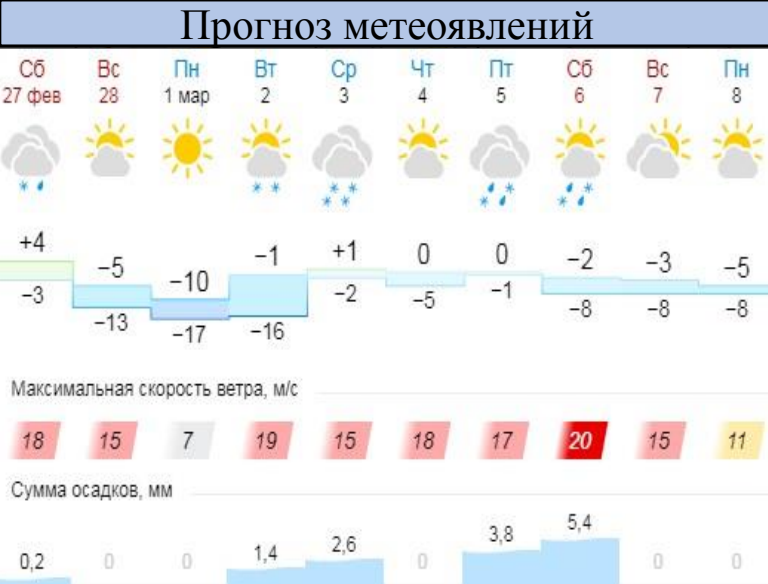 Прогноз метеоявлений
Сб Вс Пн Вт Ср Чт Пт Сб Вс Пн
27 фев 28 1 мар 2 3 4 5 6 7 8
+4 −5 −10 −1 +1 0 0 −2 −3 −5
−3 −13 −17 −16 −2 −5 −1 −8 −8 −8
Максимальная скорость ветра, м/с
18 15 7 19 15 18 17 20 15 11
Сумма осадков, мм
0,2 0 0 1,4 2,6 0 3,8 5,4 0 0